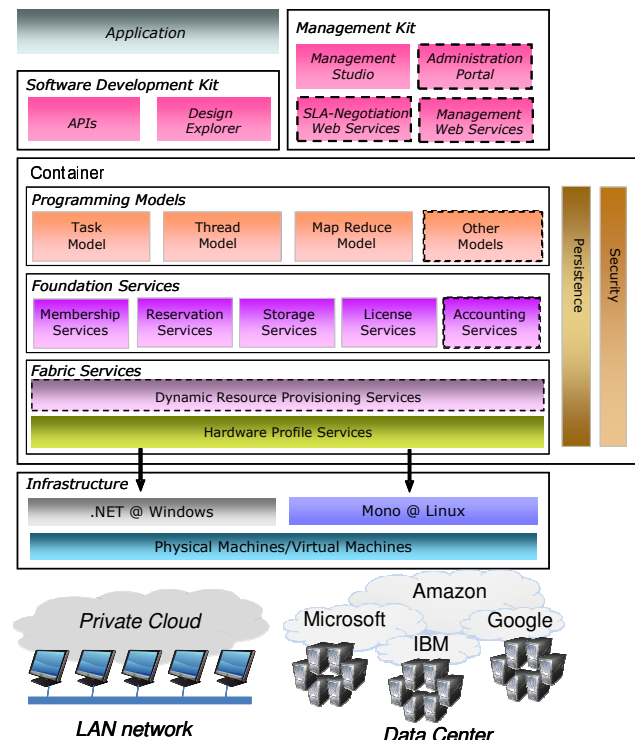 Application
Management Kit
Management
Studio
Administration
Portal
Software Development Kit
APIs
Design
Explorer
SLA-Negotiation
Web Services
Management
Web Services
Container
Programming Models
Task
Model
Thread
Model
Map Reduce
Model
Other
Models
Foundation Services
Membership
Services
Reservation
Services
Storage
Services
License
Services
Accounting
Services
Fabric Services
Dynamic Resource Provisioning Services
Hardware Profile Services
Persistence
Security
Infrastructure
.NET @ Windows
Mono @ Linux
Physical Machines/Virtual Machines
Private Cloud
LAN network
Amazon
Microsoft
Google
IBM
Data Center